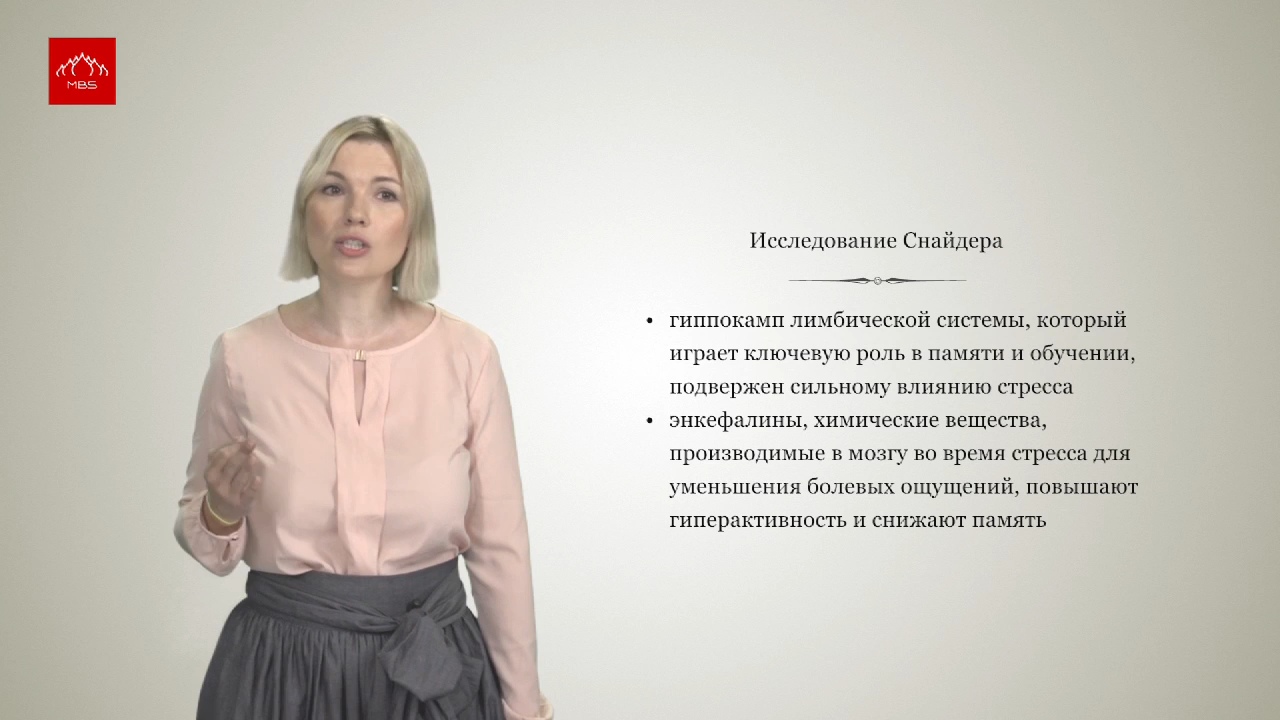 MBS
Исследование Снайдера
• гиппокамп лимбической системы, который
играет ключевую роль в памяти и обучении,
подвержен сильному влиянию стресса
• энкефалины, химические вещества,
производимые в мозгу во время стресса для
уменьшения болевых ощущений, повышают
гиперактивность и снижают память